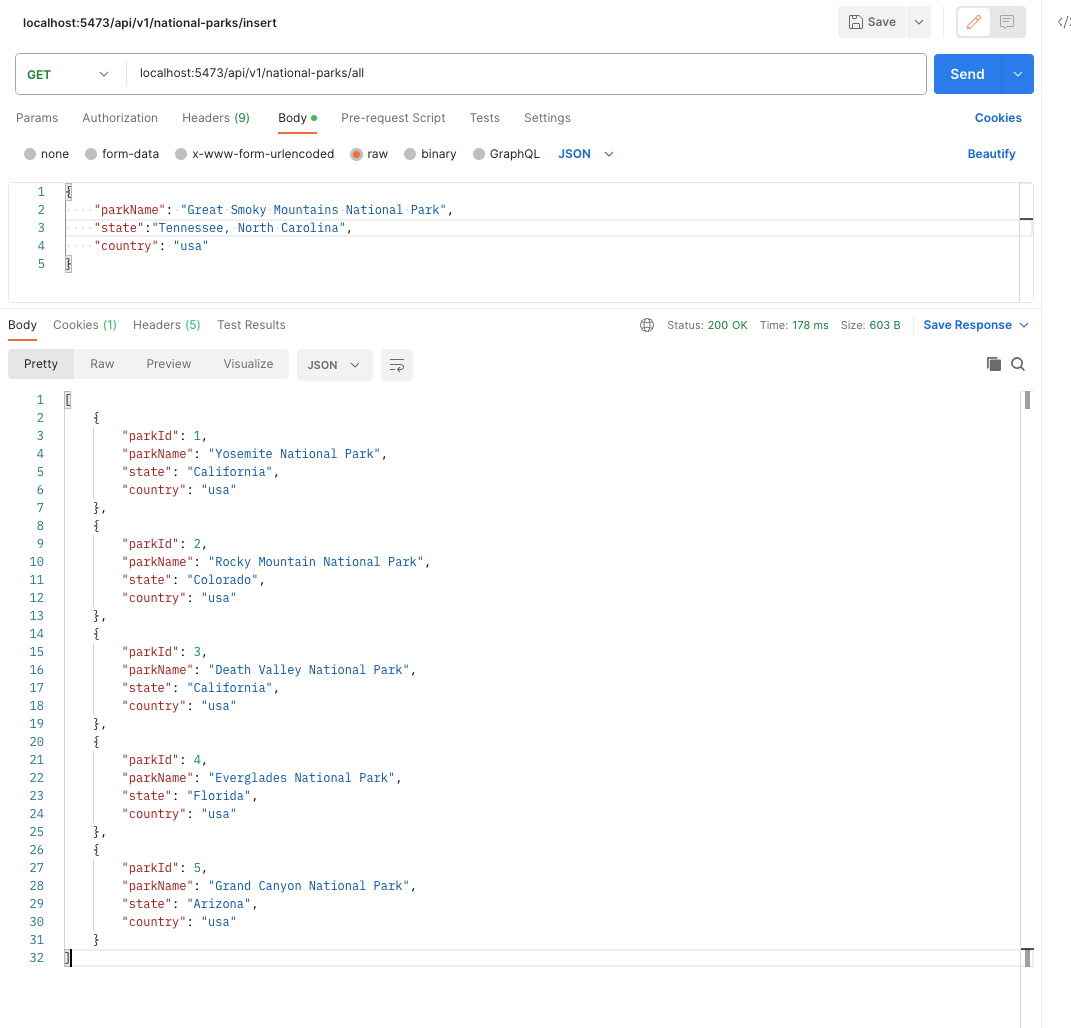 localhost:5473/api/v1/national-parks/insert
Save
GET localhost:5473/api/v1/national-parks/all Send
Params Authorization Headers (9) Body Pre-request Script Tests Settings Cookies
none form-data x-www-form-urlencoded raw binary GraphQL JSON Beautify
1 {
2 ····"parkName":·"Great·Smoky·Mountains·National·Park",
3 ····"state":"Tennessee,·North·Carolina",
4 ····"country":·"usa"
5 }
Body Cookies (1) Headers (5) Test Results Status: 200 OK Time: 178 ms Size: 603 B Save Response
Pretty Raw Preview Visualize JSON
1 [
2 {
3 "parkId": 1,
4 "parkName": "Yosemite National Park",
5 "state": "California",
6 "country": "usa"
7 },
8 {
9 "parkId": 2,
10 "parkName": "Rocky Mountain National Park",
11 "state": "Colorado",
12 "country": "usa"
13 },
14 {
15 "parkId": 3,
16 "parkName": "Death Valley National Park",
17 "state": "California",
18 "country": "usa"
19 },
20 {
21 "parkId": 4,
22 "parkName": "Everglades National Park",
23 "state": "Florida",
24 "country": "usa"
25 },
26 {
27 "parkId": 5,
28 "parkName": "Grand Canyon National Park",
29 "state": "Arizona",
30 "country": "usa"
31 }
32 ]